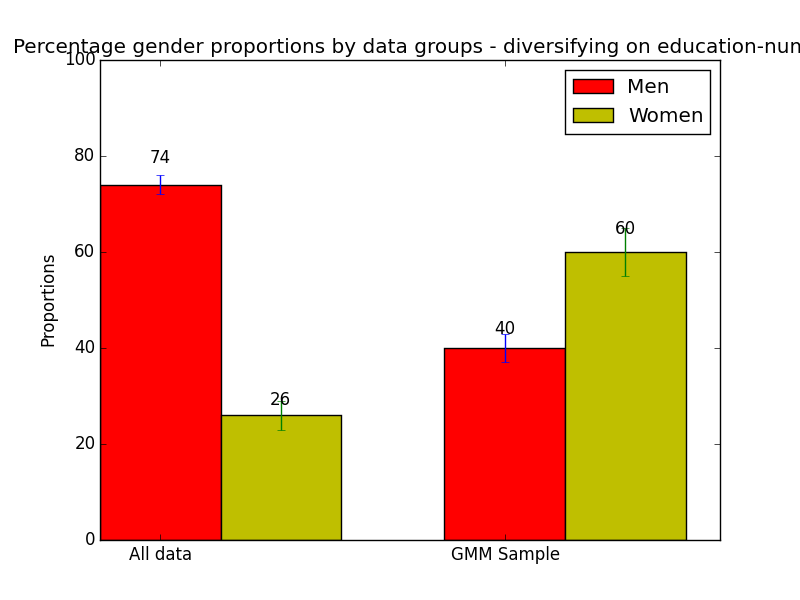 Percentage gender proportions by data groups - diversifying on education-num
100
Men
Women
80
74
60
60
Proportions
40
40
26
20
0
All data
GMM Sample